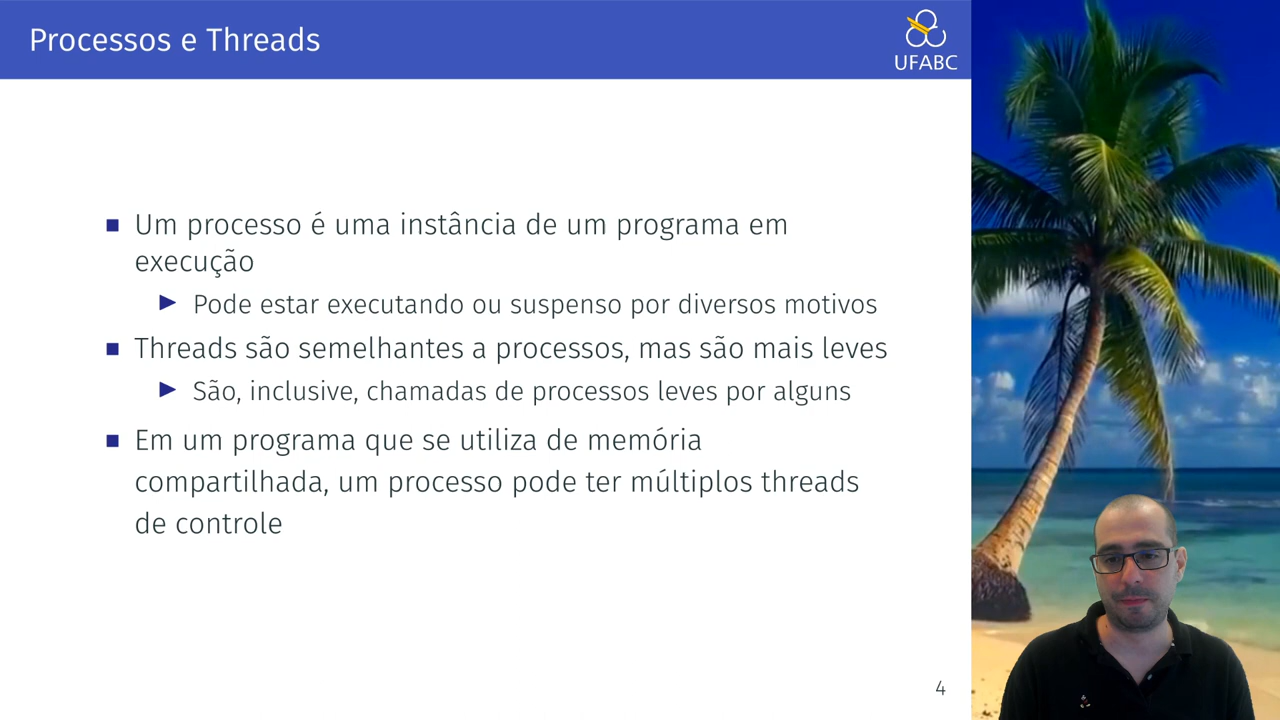 Processos e Threads
UFABC
Um processo é uma instância de um programa em
execução
Pode estar executando ou suspenso por diversos motivos
Threads são semelhantes a processos, mas são mais leves
São, inclusive, chamadas de processos leves por alguns
Em um programa que se utiliza de memória
compartilhada, um processo pode ter múltiplos threads
de controle
4